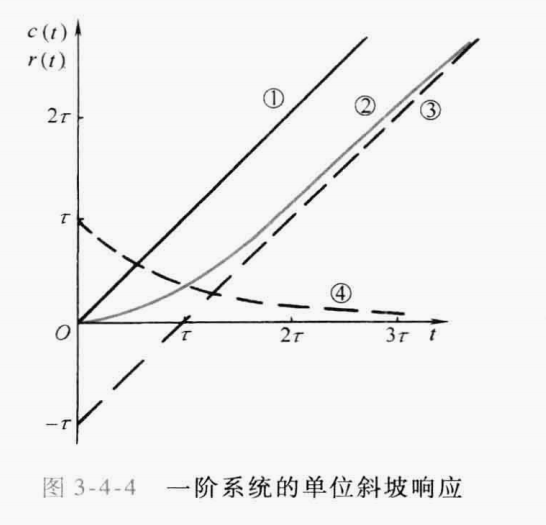 c(t)
r(t)
①
②
③
2τ
τ
④
O
τ
2τ
3τ
t
−τ
图 3-4-4 一阶系统的单位斜坡响应